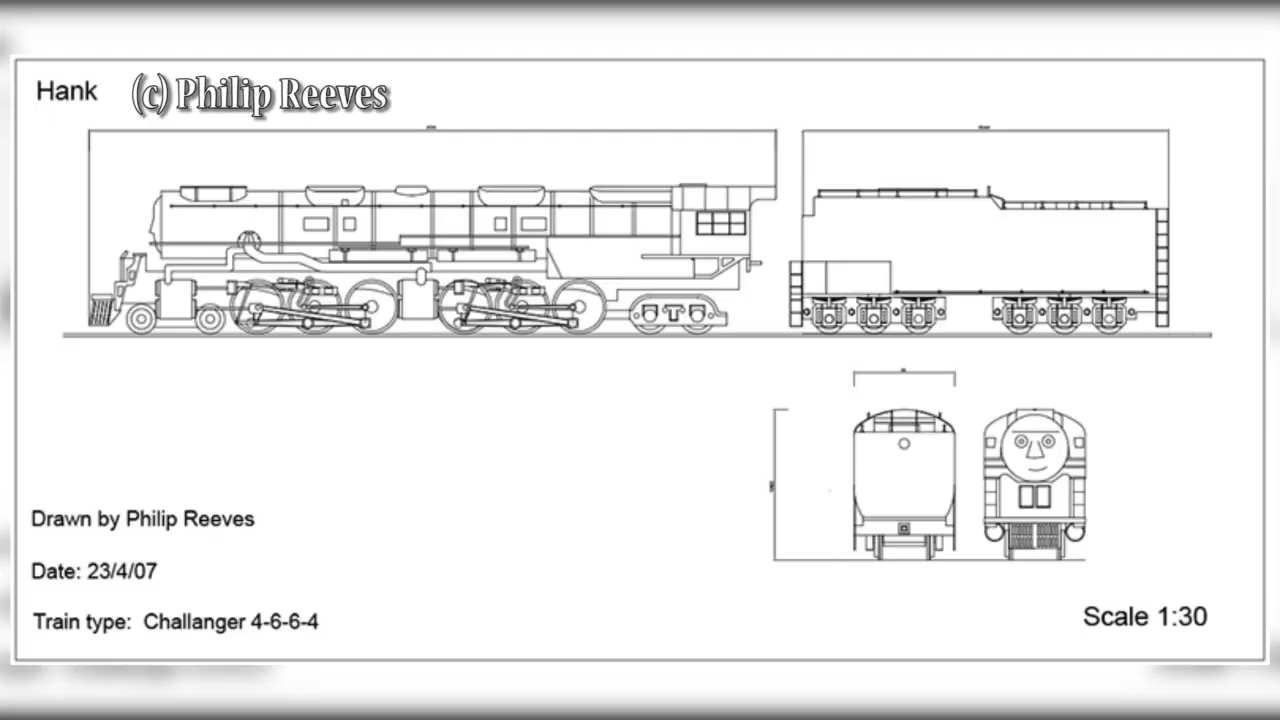 Hank (c) Philip Reeves
Drawn by Philip Reeves
Date: 23/4/07
Train type: Challanger 4-6-6-4
Scale 1:30